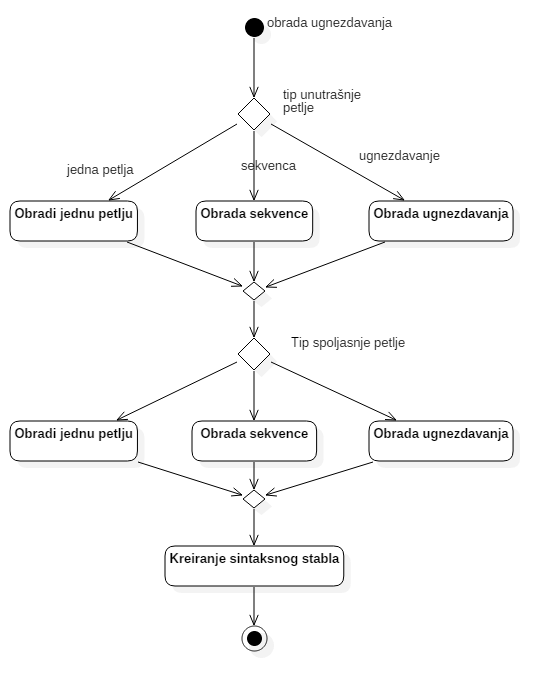 obrada ugnezdavanja
tip unutrašnje
petlje
jedna petlja
sekvenca
ugnezdavanje
Obradi jednu petlju
Obrada sekvence
Obrada ugnezdavanja
Tip spoljasnje petlje
Obradi jednu petlju
Obrada sekvence
Obrada ugnezdavanja
Kreiranje sintaksnog stabla